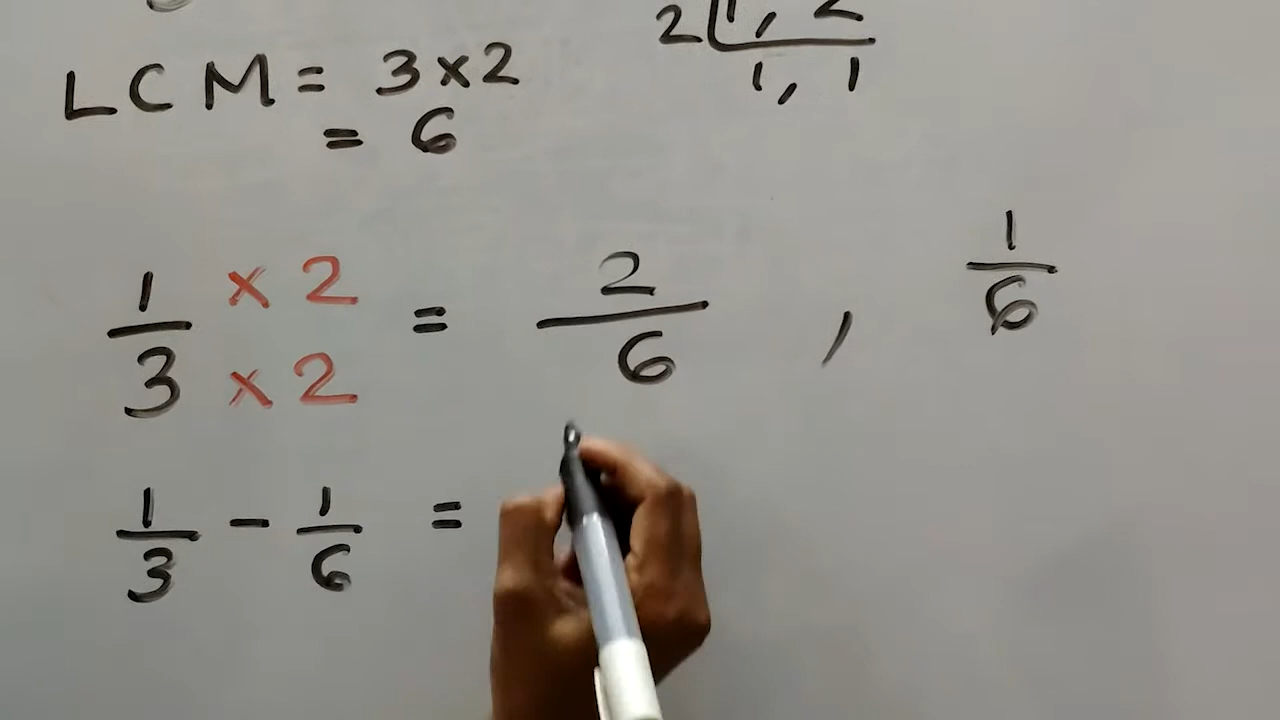 2 | 1, 2
1, 1
LCM = 3 x 2
= 6
1/3 x 2 / x 2 = 2/6 , 1/6
1/3 - 1/6 =